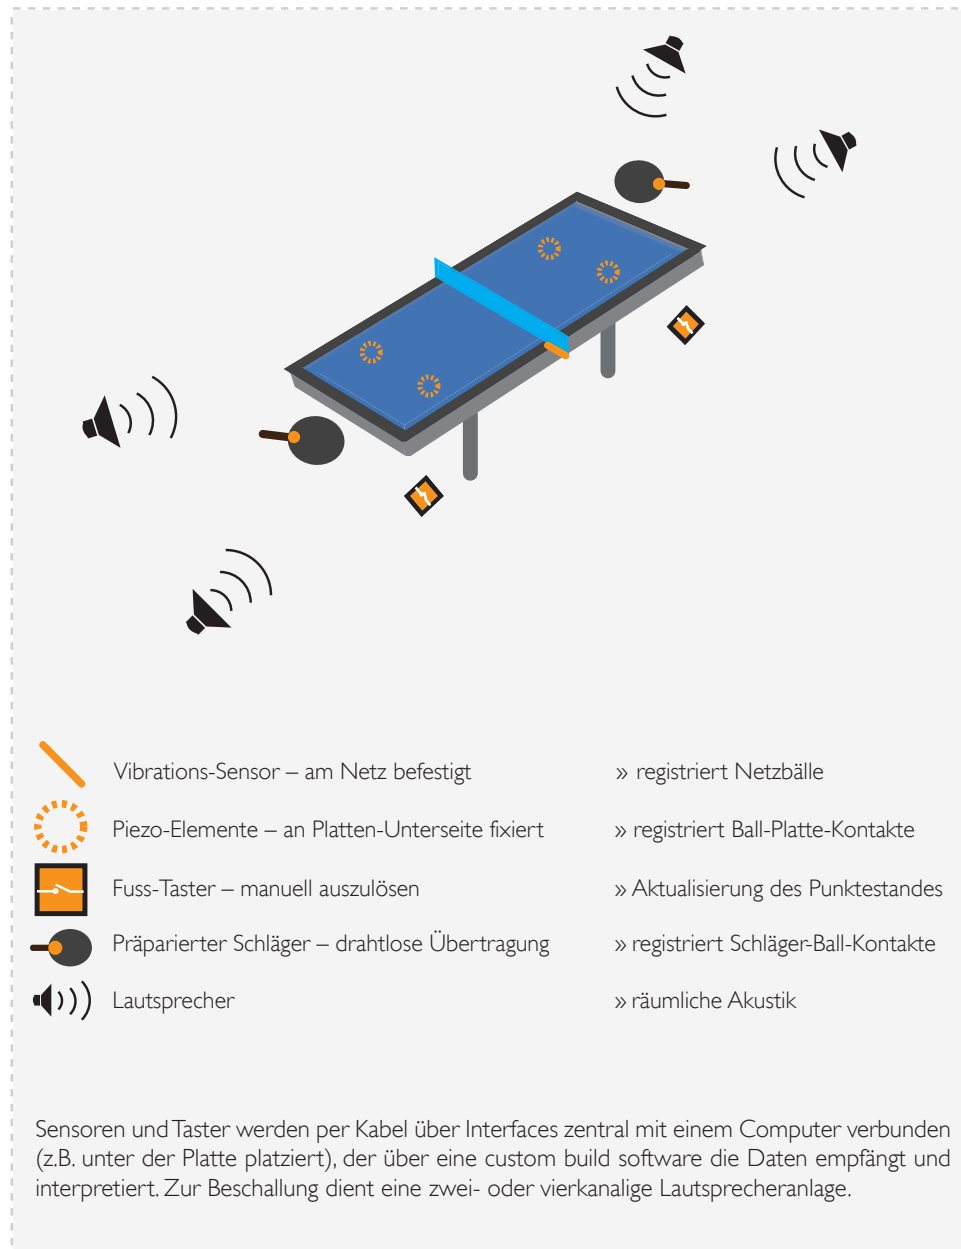 Vibrations-Sensor – am Netz befestigt » registriert Netzbälle
Piezo-Elemente – an Platten-Unterseite fixiert » registriert Ball-Platte-Kontakte
Fuss-Taster – manuell auszulösen » Aktualisierung des Punktestandes
Präparierter Schläger – drahtlose Übertragung » registriert Schläger-Ball-Kontakte
Lautsprecher » räumliche Akustik
Sensoren und Taster werden per Kabel über Interfaces zentral mit einem Computer verbunden
(z.B. unter der Platte platziert), der über eine custom build software die Daten empfängt und
interpretiert. Zur Beschallung dient eine zwei- oder vierkanalige Lautsprecheranlage.